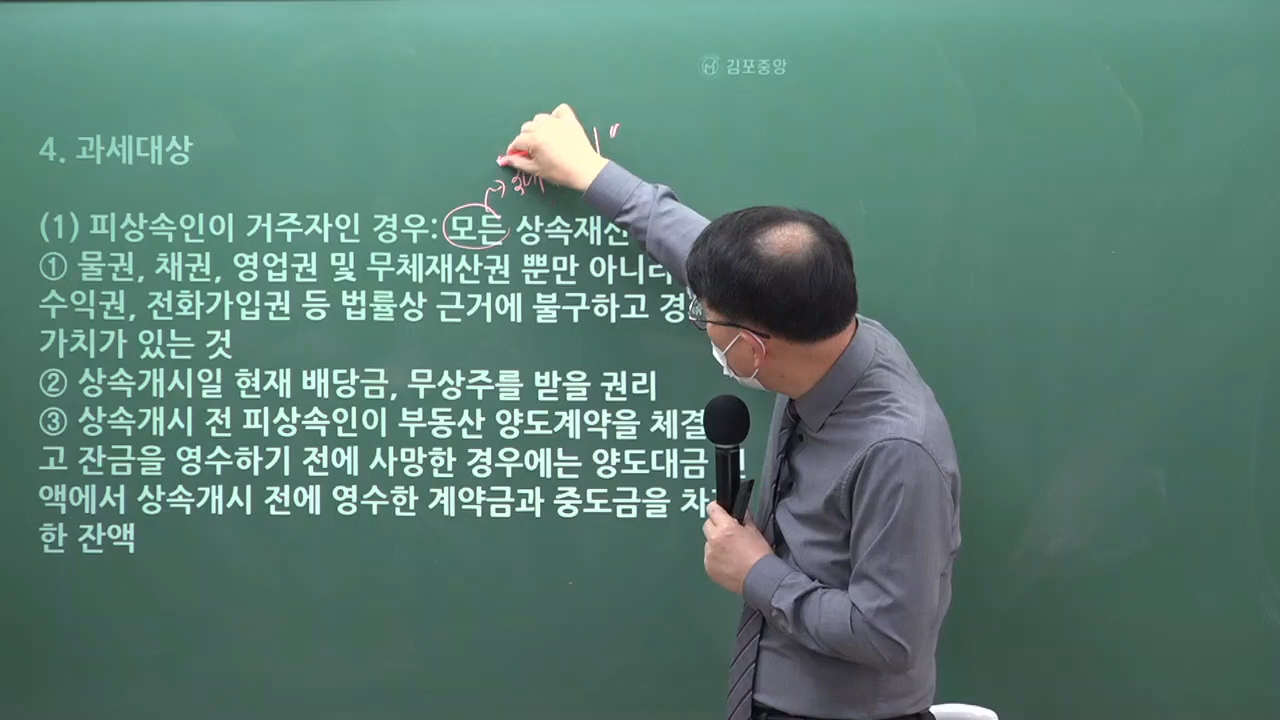 김포중앙
4. 과세대상
(1) 피상속인이 거주자인 경우: 모든 상속재산
① 물권, 채권, 영업권 및 무체재산권 뿐만 아니라
수익권, 전화가입권 등 법률상 근거에 불구하고
가치가 있는 것
② 상속개시일 현재 배당금, 무상주를 받을 권리
③ 상속개시 전 피상속인이 부동산 양도계약을 체결
고 잔금을 영수하기 전에 사망한 경우에는 양도대금
액에서 상속개시 전에 영수한 계약금과 중도금을
한 잔액